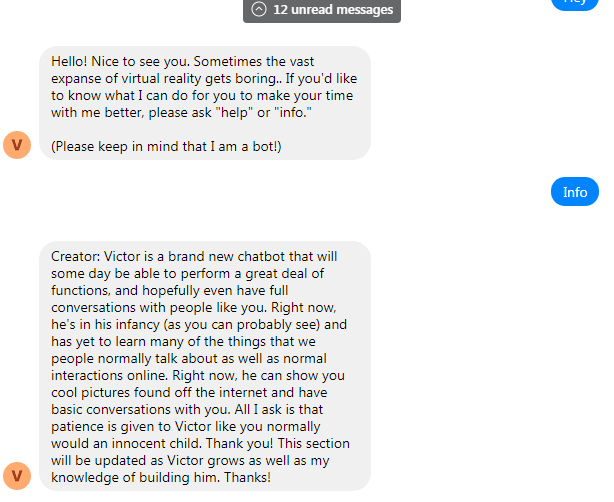 Hey
12 unread messages
Hello! Nice to see you. Sometimes the vast
expanse of virtual reality gets boring.. If you'd like
to know what I can do for you to make your time
with me better, please ask "help" or "info."
(Please keep in mind that I am a bot!)
V
Info
Creator: Victor is a brand new chatbot that will
some day be able to perform a great deal of
functions, and hopefully even have full
conversations with people like you. Right now,
he's in his infancy (as you can probably see) and
has yet to learn many of the things that we
people normally talk about as well as normal
interactions online. Right now, he can show you
cool pictures found off the internet and have
basic conversations with you. All I ask is that
patience is given to Victor like you normally
would an innocent child. Thank you! This section
will be updated as Victor grows as well as my
knowledge of building him. Thanks!
V